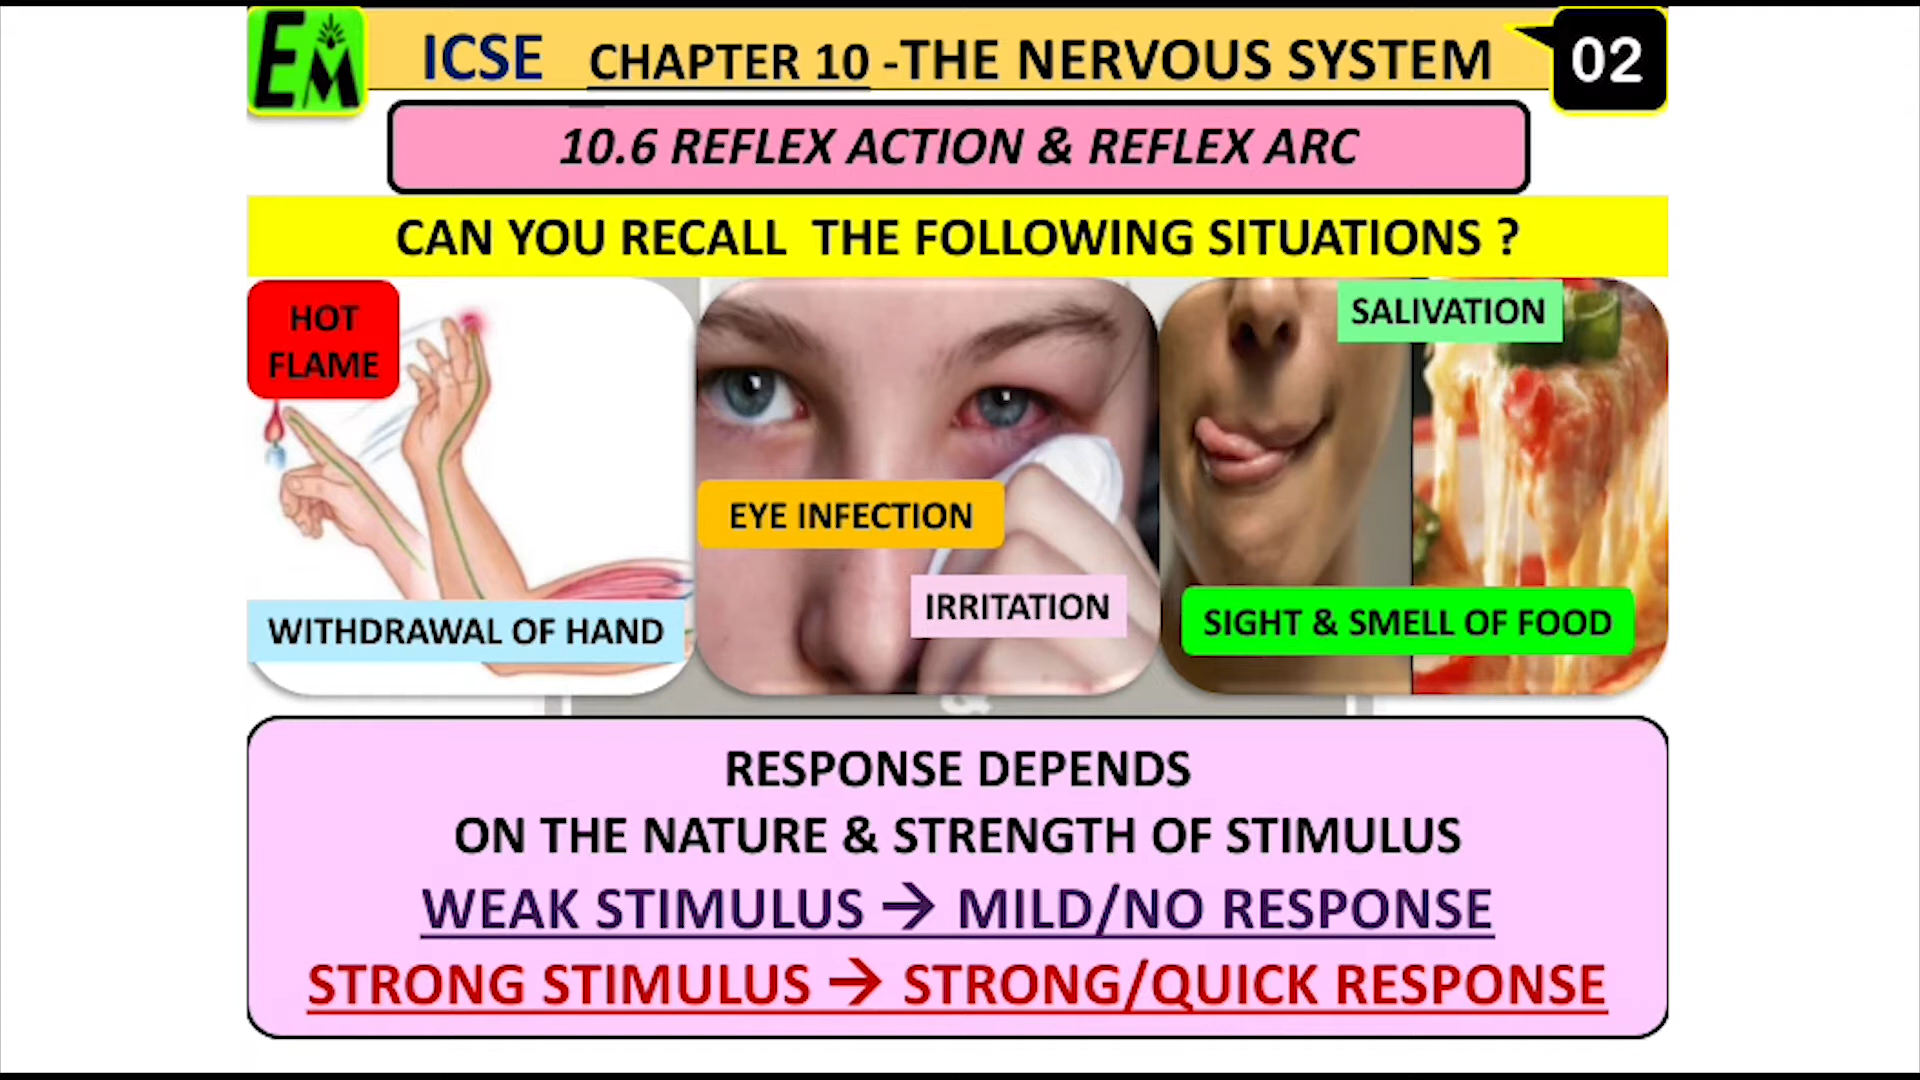 EM
ICSE CHAPTER 10 -THE NERVOUS SYSTEM
02
10.6 REFLEX ACTION & REFLEX ARC
CAN YOU RECALL THE FOLLOWING SITUATIONS ?
HOT
FLAME
WITHDRAWAL OF HAND
EYE INFECTION
IRRITATION
SALIVATION
SIGHT & SMELL OF FOOD
&
RESPONSE DEPENDS
ON THE NATURE & STRENGTH OF STIMULUS
WEAK STIMULUS → MILD/NO RESPONSE
STRONG STIMULUS → STRONG/QUICK RESPONSE